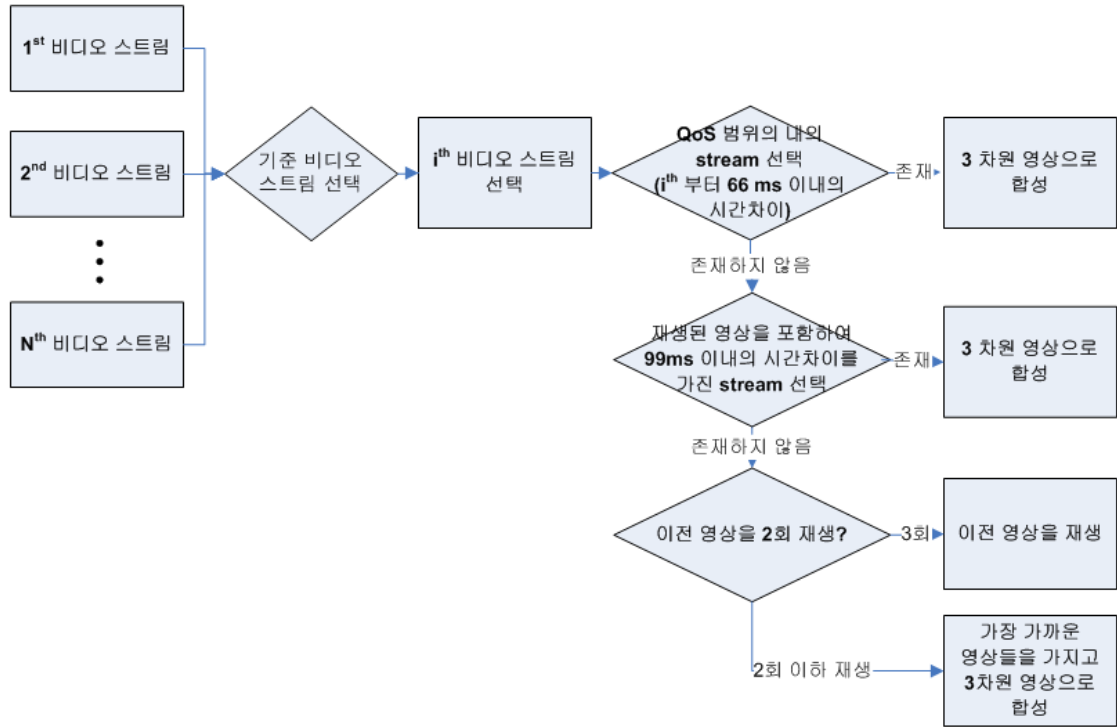 1st 비디오 스트림
2nd 비디오 스트림
Nth 비디오 스트림
기준 비디오
스트림 선택
ith 비디오 스트림
선택
QoS 범위의 내의
stream 선택
(ith 부터 66 ms 이내의
시간차이)
존재
3 차원 영상으로
합성
존재하지 않음
재생된 영상을 포함하여
99ms 이내의 시간차이를
가진 stream 선택
존재
3 차원 영상으로
합성
존재하지 않음
이전 영상을 2회 재생?
3회
이전 영상을 재생
2회 이하 재생
가장 가까운
영상들을 가지고
3차원 영상으로
합성